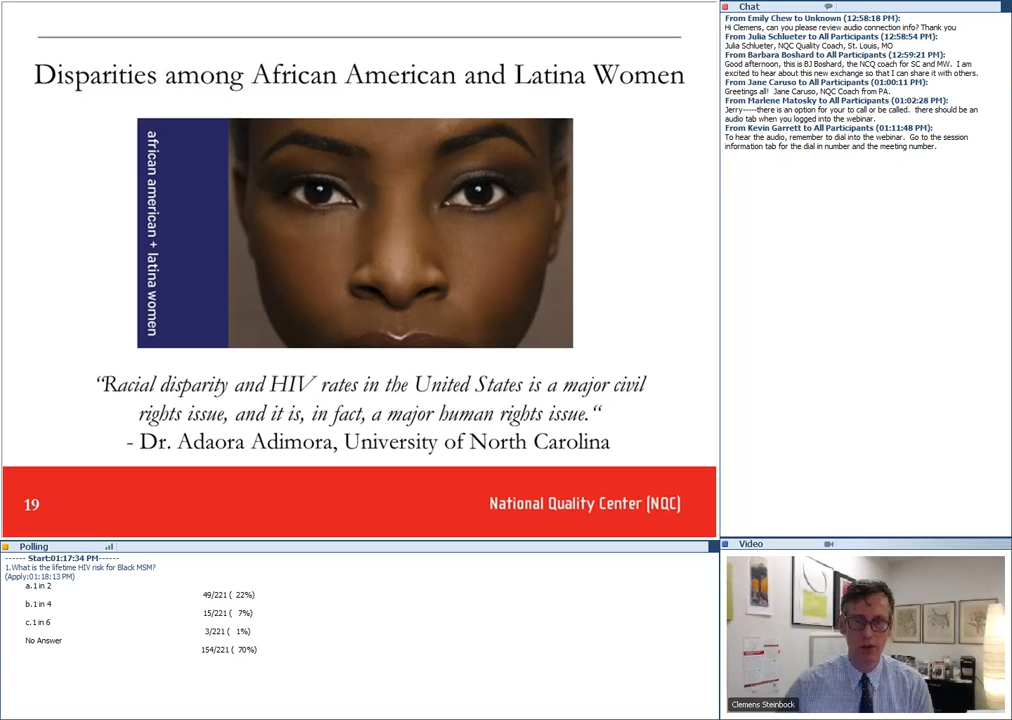 Disparities among African American and Latina Women
african american + latina women
“Racial disparity and HIV rates in the United States is a major civil
rights issue, and it is, in fact, a major human rights issue.“
- Dr. Adaora Adimora, University of North Carolina
19
National Quality Center (NQC)
Chat
From Emily Chew to Unknown (12:58:18 PM):
Hi Clemens, can you please review audio connection info? Thank you
From Julia Schlueter to All Participants (12:58:54 PM):
Julia Schlueter, NQC Quality Coach, St. Louis, MO
From Barbara Boshard to All Participants (12:59:21 PM):
Good afternoon, this is BJ Boshard, the NCQ coach for SC and MW. I am
excited to hear about this new exchange so that I can share it with others.
From Jane Caruso to All Participants (01:00:11 PM):
Greetings all! Jane Caruso, NQC Coach from PA.
From Marlene Matosky to All Participants (01:02:28 PM):
Jerry-----there is an option for your to call or be called. there should be an
audio tab when you logged into the webinar.
From Kevin Garrett to All Participants (01:11:48 PM):
To hear the audio, remember to dial into the webinar. Go to the session
information tab for the dial in number and the meeting number.
Polling
------ Start:01:17:34 PM------
1.What is the lifetime HIV risk for Black MSM?
(Apply:01:18:13 PM)
a.1 in 2
49/221 ( 22%)
b.1 in 4
15/221 ( 7%)
c.1 in 6
3/221 ( 1%)
No Answer
154/221 ( 70%)
Video
Clemens Steinbock